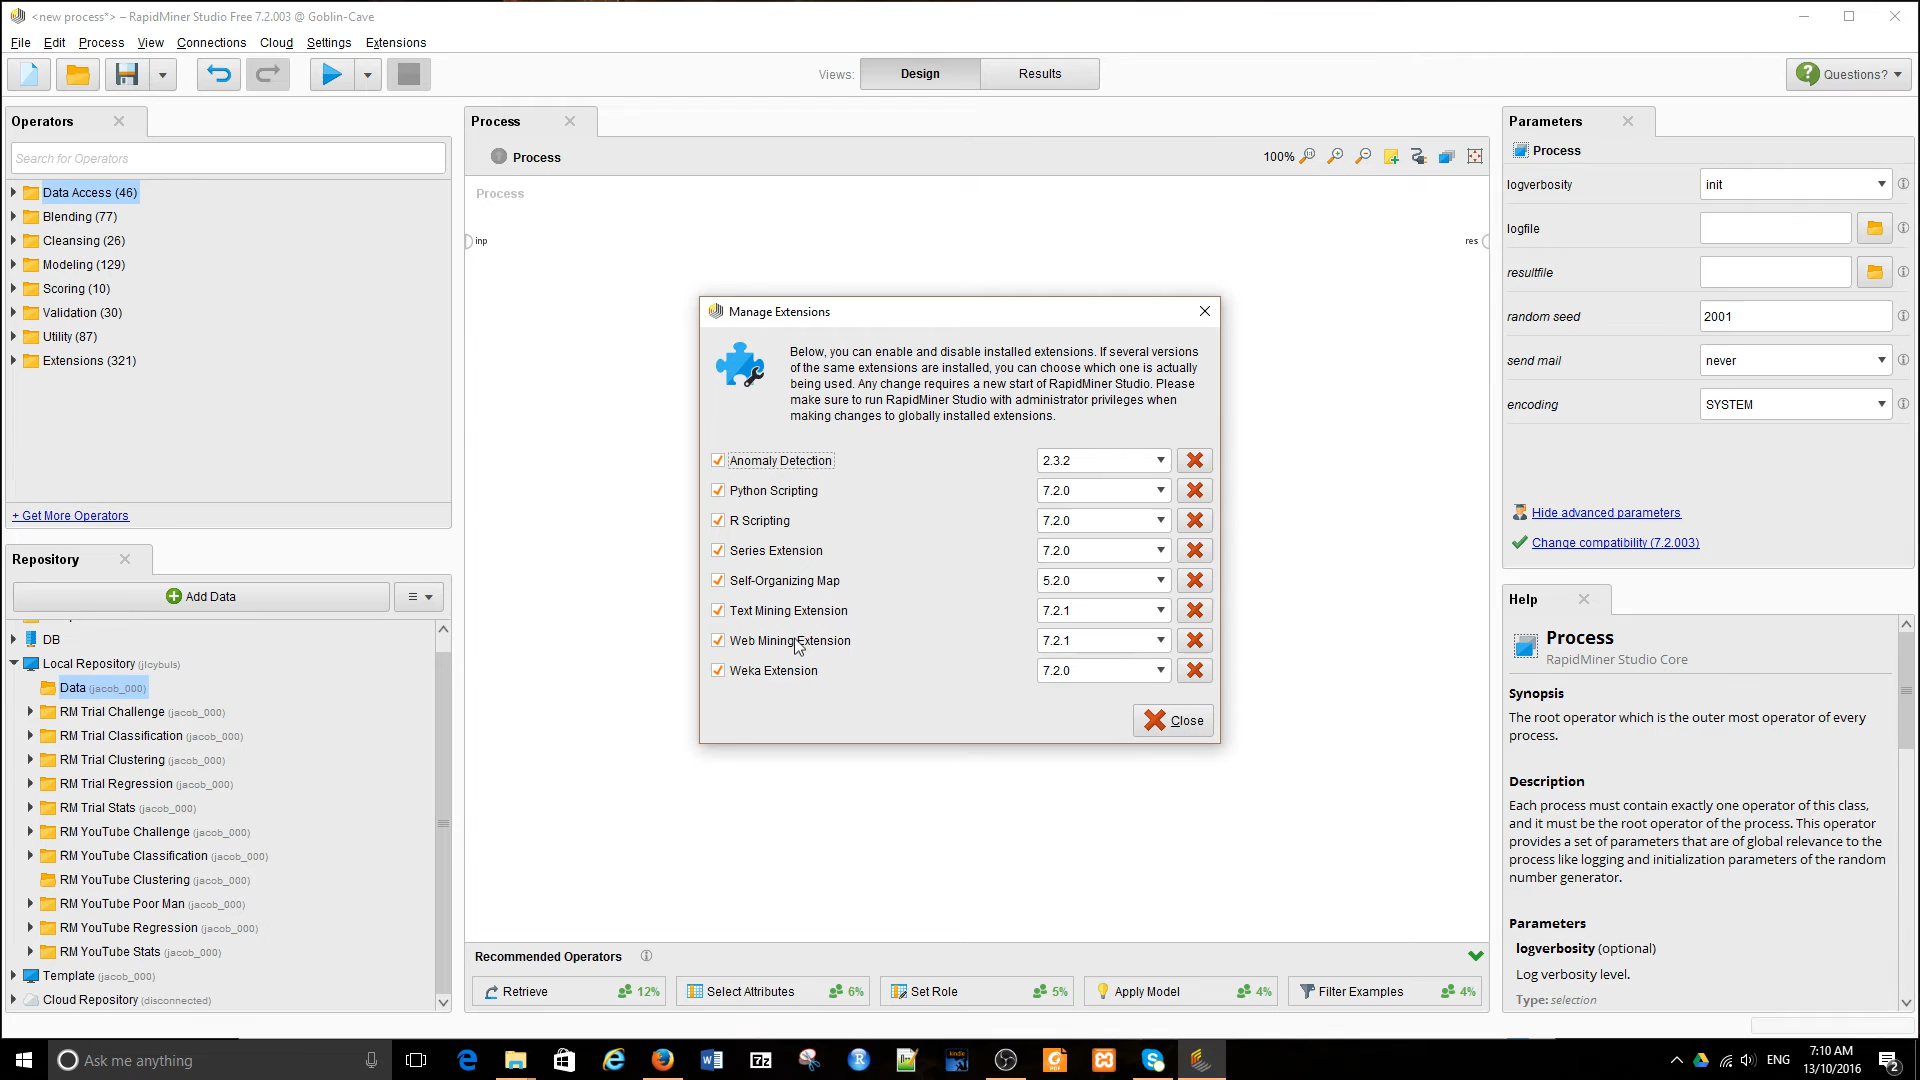 <new process*> – RapidMiner Studio Free 7.2.003 @ Goblin-Cave
File Edit Process View Connections Cloud Settings Extensions
Views: Design Results Questions?
Operators
Search for Operators
Data Access (46)
Blending (77)
Cleansing (26)
Modeling (129)
Scoring (10)
Validation (30)
Utility (87)
Extensions (321)
+ Get More Operators
Repository
Add Data
DB
Local Repository (jlcybuls)
Data (jacob_000)
RM Trial Challenge (jacob_000)
RM Trial Classification (jacob_000)
RM Trial Clustering (jacob_000)
RM Trial Regression (jacob_000)
RM Trial Stats (jacob_000)
RM YouTube Challenge (jacob_000)
RM YouTube Classification (jacob_000)
RM YouTube Clustering (jacob_000)
RM YouTube Poor Man (jacob_000)
RM YouTube Regression (jacob_000)
RM YouTube Stats (jacob_000)
Template (jacob_000)
Cloud Repository (disconnected)
Process
Process
100%
Process
inp
res
Manage Extensions
Below, you can enable and disable installed extensions. If several versions
of the same extensions are installed, you can choose which one is actually
being used. Any change requires a new start of RapidMiner Studio. Please
make sure to run RapidMiner Studio with administrator privileges when
making changes to globally installed extensions.
Anomaly Detection 2.3.2
Python Scripting 7.2.0
R Scripting 7.2.0
Series Extension 7.2.0
Self-Organizing Map 5.2.0
Text Mining Extension 7.2.1
Web Mining Extension 7.2.1
Weka Extension 7.2.0
Close
Recommended Operators
Retrieve 12%
Select Attributes 6%
Set Role 5%
Apply Model 4%
Filter Examples 4%
Parameters
Process
logverbosity init
logfile
resultfile
random seed 2001
send mail never
encoding SYSTEM
Hide advanced parameters
Change compatibility (7.2.003)
Help
Process
RapidMiner Studio Core
Synopsis
The root operator which is the outer most operator of every
process.
Description
Each process must contain exactly one operator of this class,
and it must be the root operator of the process. This operator
provides a set of parameters that are of global relevance to the
process like logging and initialization parameters of the random
number generator.
Parameters
logverbosity (optional)
Log verbosity level.
Type: selection
Ask me anything
7z
R
kindle
ENG
7:10 AM
13/10/2016
2